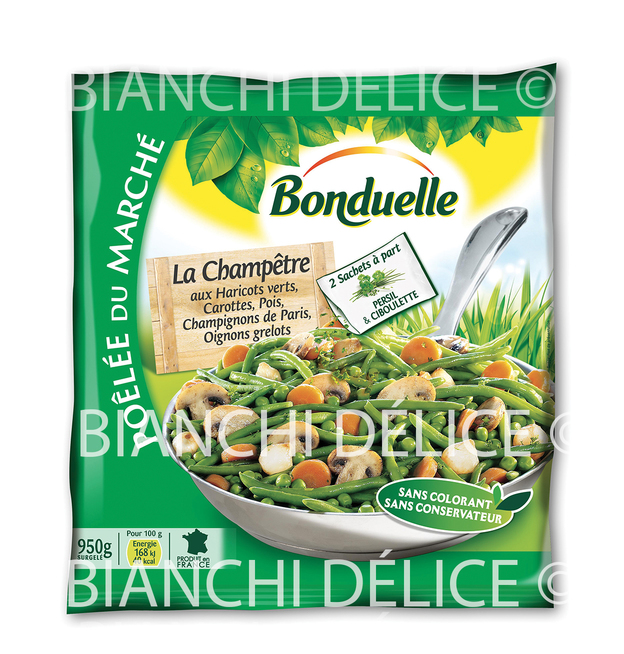 BIANCHI DÉLICE ©
POÊLÉE DU MARCHÉ
Bonduelle
La Champêtre
aux Haricots verts,
Carottes, Pois,
Champignons de Paris,
Oignons grelots
2 Sachets à part
PERSIL
& CIBOULETTE
BIANCHI DÉLICE ©
SANS COLORANT
SANS CONSERVATEUR
950g
SURGELÉ
Pour 100 g
Energie
168 kJ
40 kcal
PRODUIT en
FRANCE
BIANCHI DÉLICE ©